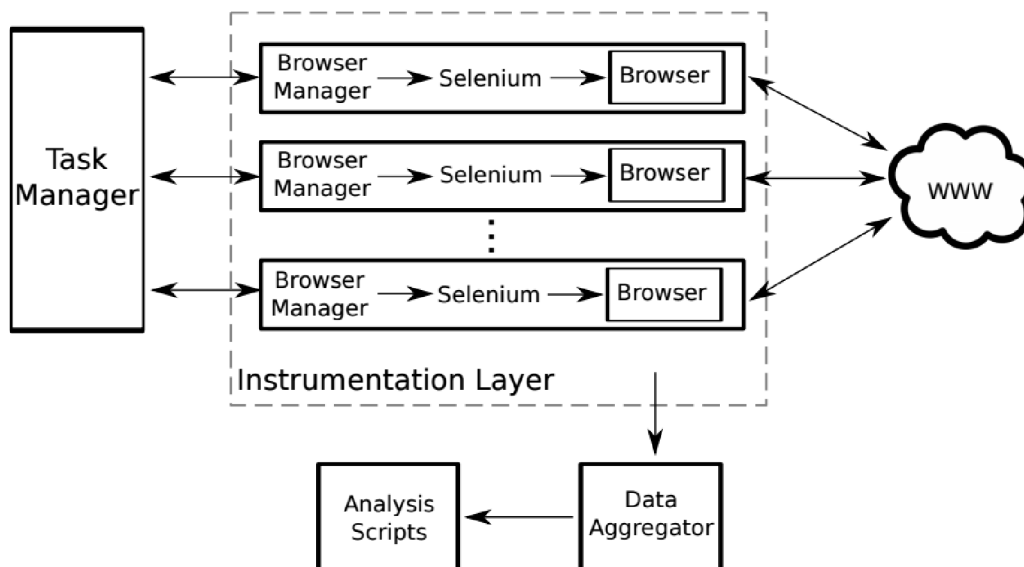 Task
Manager
Browser
Manager
Selenium
Browser
Browser
Manager
Selenium
Browser
Browser
Manager
Selenium
Browser
Instrumentation Layer
www
Analysis
Scripts
Data
Aggregator